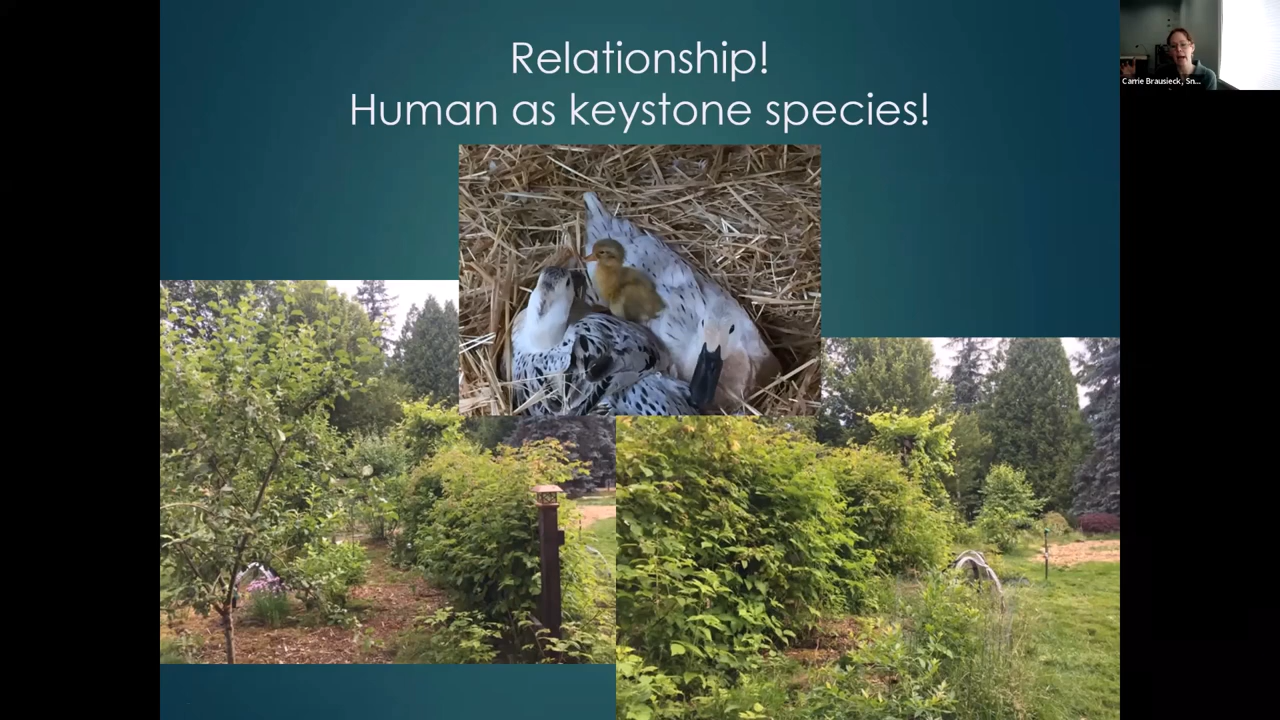 Relationship!
Human as keystone species!
Carrie Brausieck, Sn...